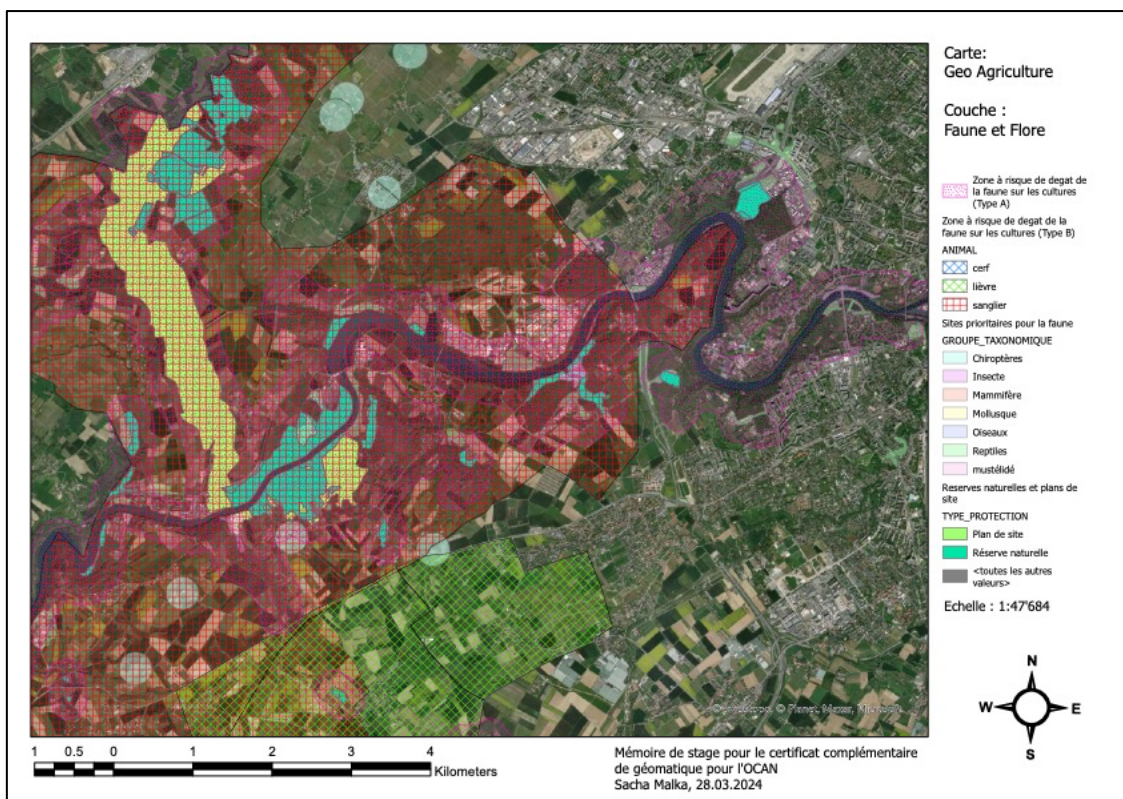 Carte:
Geo Agriculture
Couche :
Faune et Flore
Zone à risque de degat de
la faune sur les cultures
(Type A)
Zone à risque de degat de la
faune sur les cultures (Type B)
ANIMAL
cerf
lièvre
sanglier
Sites prioritaires pour la faune
GROUPE_TAXONOMIQUE
Chiroptères
Insecte
Mammifère
Mollusque
Oiseaux
Reptiles
mustélidé
Reserves naturelles et plans de
site
TYPE_PROTECTION
Plan de site
Réserve naturelle
<toutes les autres
valeurs>
Echelle : 1:47'684
N
W E
S
© Planet, Maxar, Microsoft
1 0.5 0 1 2 3 4
Kilometers
Mémoire de stage pour le certificat complémentaire
de géomatique pour l'OCAN
Sacha Malka, 28.03.2024